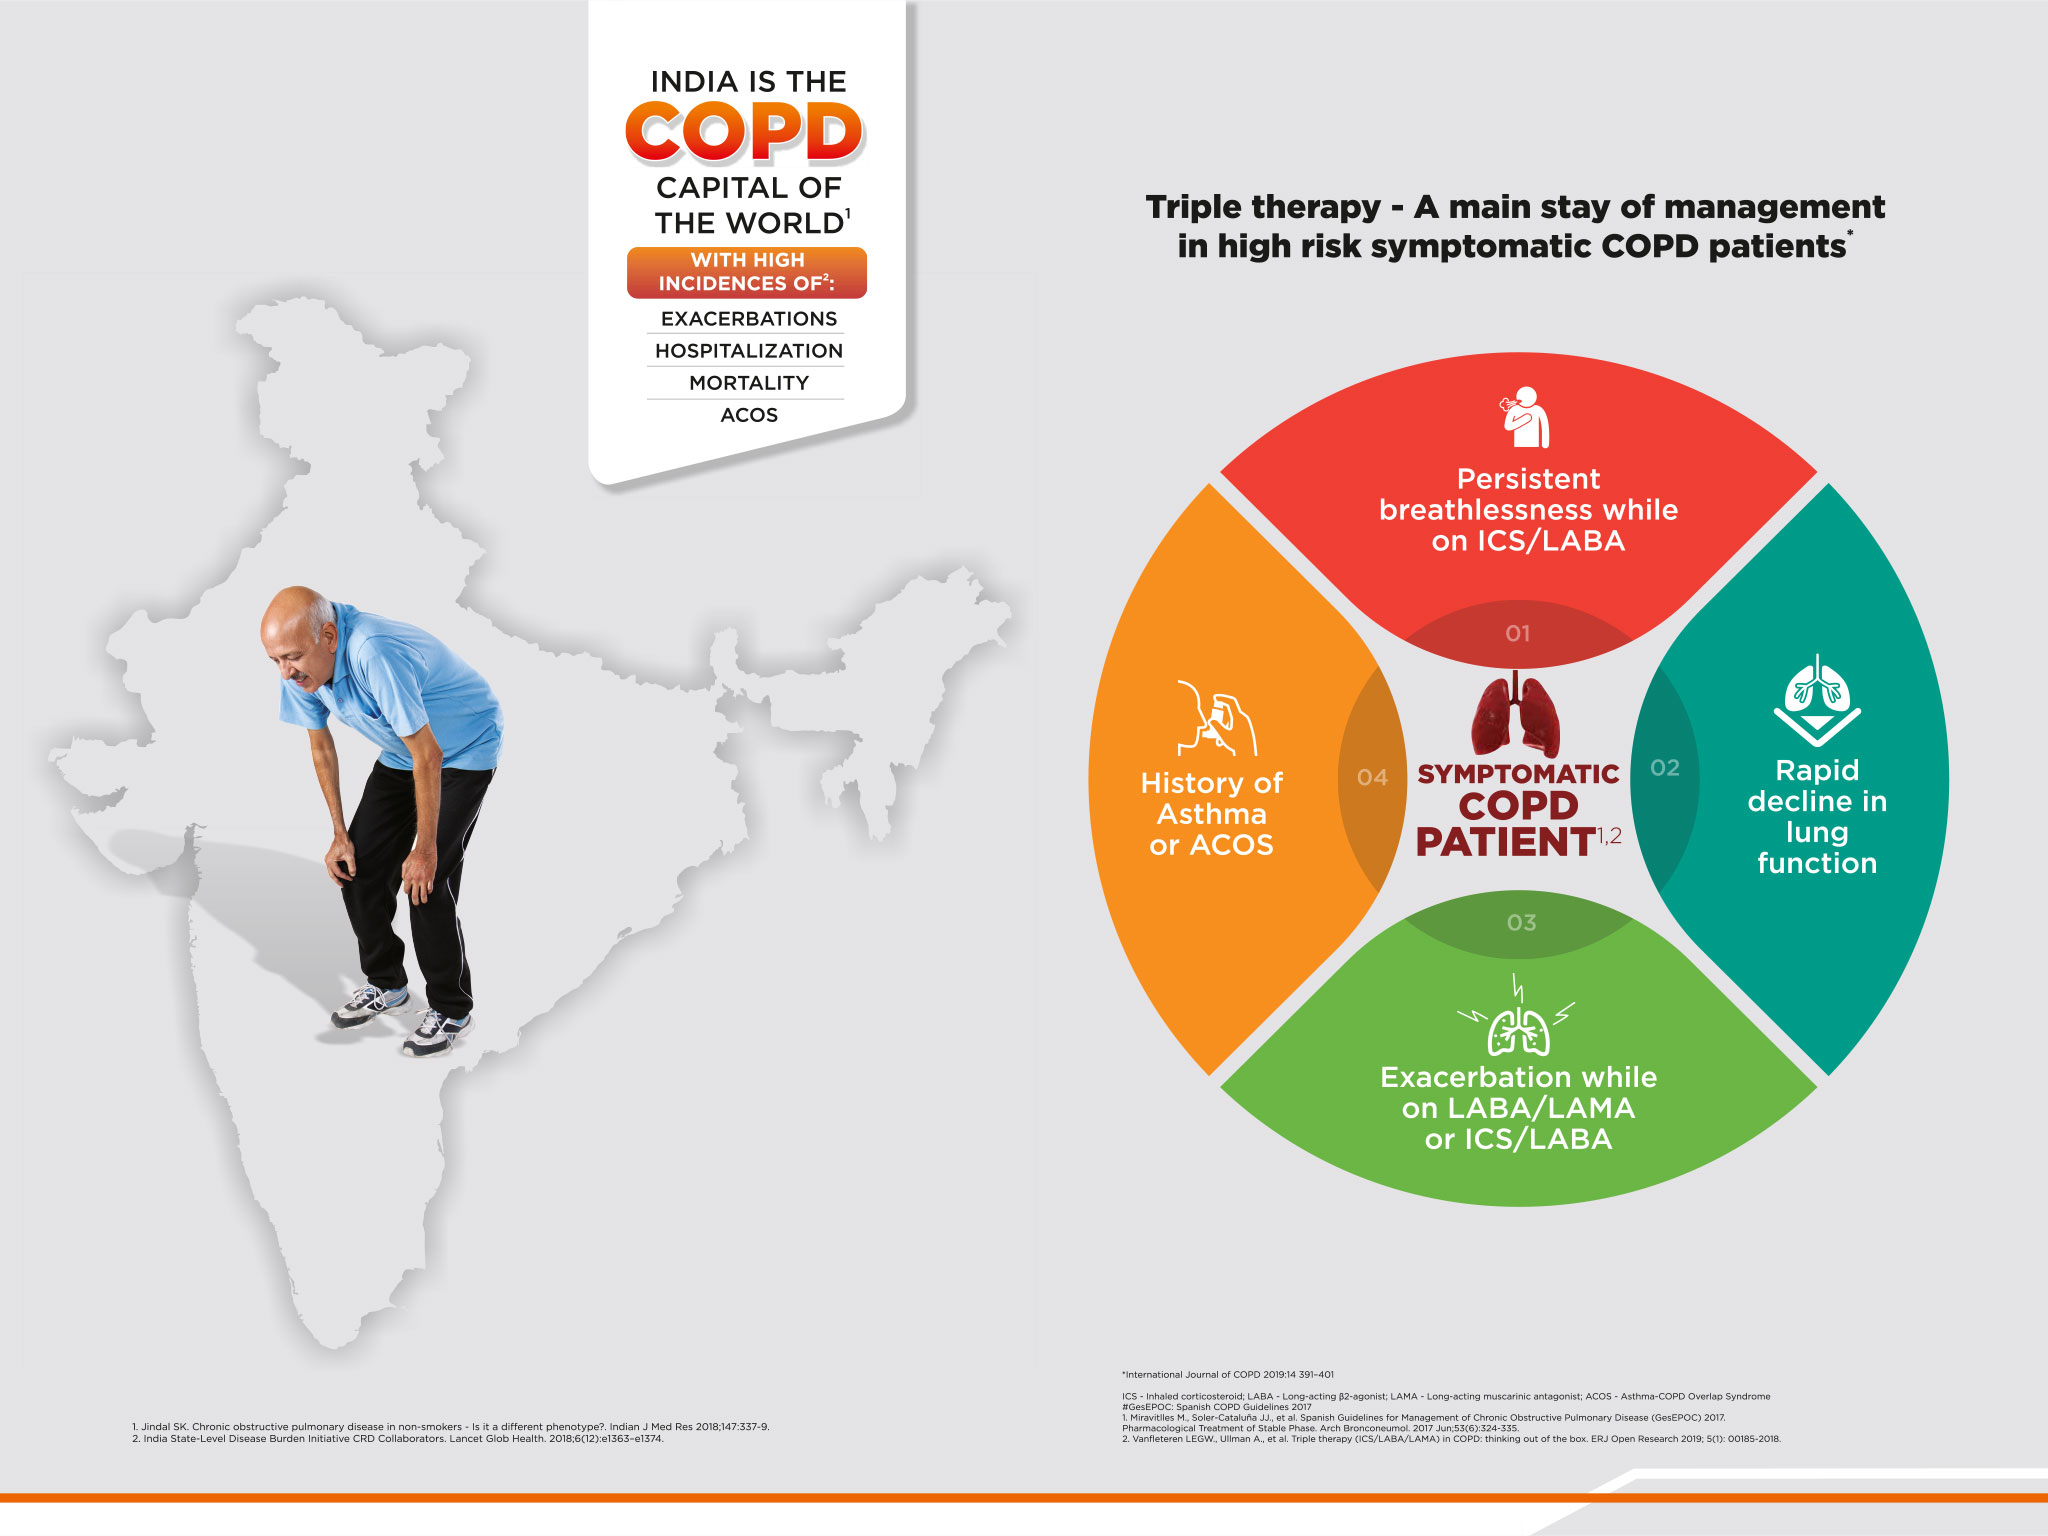 INDIA IS THE
COPD
CAPITAL OF
THE WORLD1
WITH HIGH
INCIDENCES OF2:
EXACERBATIONS
HOSPITALIZATION
MORTALITY
ACOS
1. Jindal SK. Chronic obstructive pulmonary disease in non-smokers - Is it a different phenotype?. Indian J Med Res 2018;147:337-9.
2. India State-Level Disease Burden Initiative CRD Collaborators. Lancet Glob Health. 2018;6(12):e1363–e1374.
Triple therapy - A main stay of management
in high risk symptomatic COPD patients*
Persistent
breathlessness while
on ICS/LABA
01
02
Rapid
decline in
lung
function
03
Exacerbation while
on LABA/LAMA
or ICS/LABA
04
History of
Asthma
or ACOS
SYMPTOMATIC
COPD
PATIENT1,2
*International Journal of COPD 2019:14 391–401
ICS - Inhaled corticosteroid; LABA - Long-acting β2-agonist; LAMA - Long-acting muscarinic antagonist; ACOS - Asthma-COPD Overlap Syndrome
#GesEPOC: Spanish COPD Guidelines 2017
1. Miravitlles M., Soler-Cataluña JJ., et al. Spanish Guidelines for Management of Chronic Obstructive Pulmonary Disease (GesEPOC) 2017.
Pharmacological Treatment of Stable Phase. Arch Bronconeumol. 2017 Jun;53(6):324-335.
2. Vanfleteren LEGW., Ullman A., et al. Triple therapy (ICS/LABA/LAMA) in COPD: thinking out of the box. ERJ Open Research 2019; 5(1): 00185-2018.